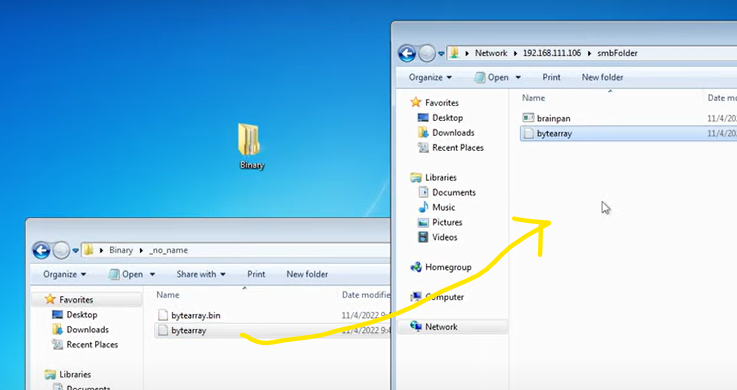 Binary
Network ▸ 192.168.111.106 ▸ smbFolder
Organize Open Print New folder
Name
Favorites
Desktop
Downloads
Recent Places
Libraries
Documents
Music
Pictures
Videos
Homegroup
Computer
Network
brainpan
bytearray 11/4/20
Binary ▸ _no_name
Organize Open Share with Print New folder
Name Date modifie
Favorites
Desktop
Downloads
Recent Places
Libraries
Documents
bytearray.bin 11/4/2022 9:4
bytearray 11/4/2022 9:4